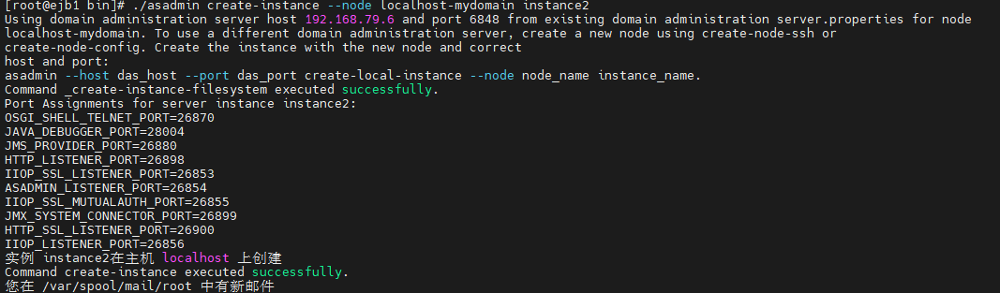 [root@ejb1 bin]# ./asadmin create-instance --node localhost-mydomain instance2
Using domain administration server host 192.168.79.6 and port 6848 from existing domain administration server.properties for node
localhost-mydomain. To use a different domain administration server, create a new node using create-node-ssh or
create-node-config. Create the instance with the new node and correct
host and port:
asadmin --host das_host --port das_port create-local-instance --node node_name instance_name.
Command _create-instance-filesystem executed successfully.
Port Assignments for server instance instance2:
OSGI_SHELL_TELNET_PORT=26870
JAVA_DEBUGGER_PORT=28004
JMS_PROVIDER_PORT=26880
HTTP_LISTENER_PORT=26898
IIOP_SSL_LISTENER_PORT=26853
ASADMIN_LISTENER_PORT=26854
IIOP_SSL_MUTUALAUTH_PORT=26855
JMX_SYSTEM_CONNECTOR_PORT=26899
HTTP_SSL_LISTENER_PORT=26900
IIOP_LISTENER_PORT=26856
实例 instance2在主机 localhost 上创建
Command create-instance executed successfully.
您在 /var/spool/mail/root 中有新邮件